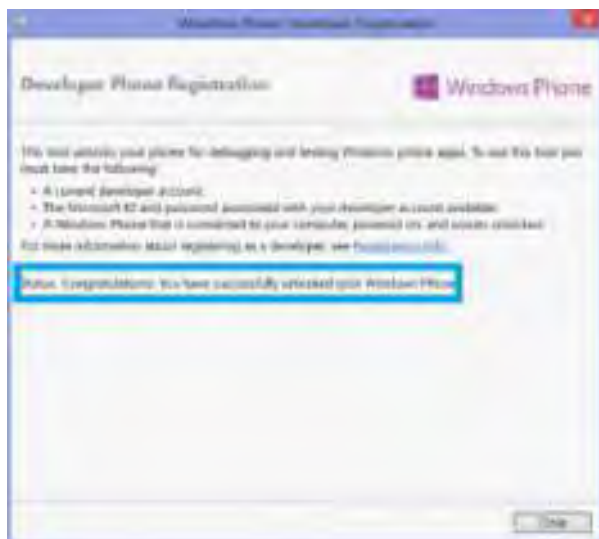 Windows Phone Developer Registration
Developer Phone Registration
Windows Phone
This tool unlocks your phone for debugging and testing Windows phone apps. To use this tool you
must have the following:
• A current developer account.
• The Microsoft ID and password associated with your developer account available.
• A Windows Phone that is connected to your computer, powered on, and screen unlocked.
For more information about registering as a developer, see
Status: Congratulations! You have successfully unlocked your Windows Phone
Close